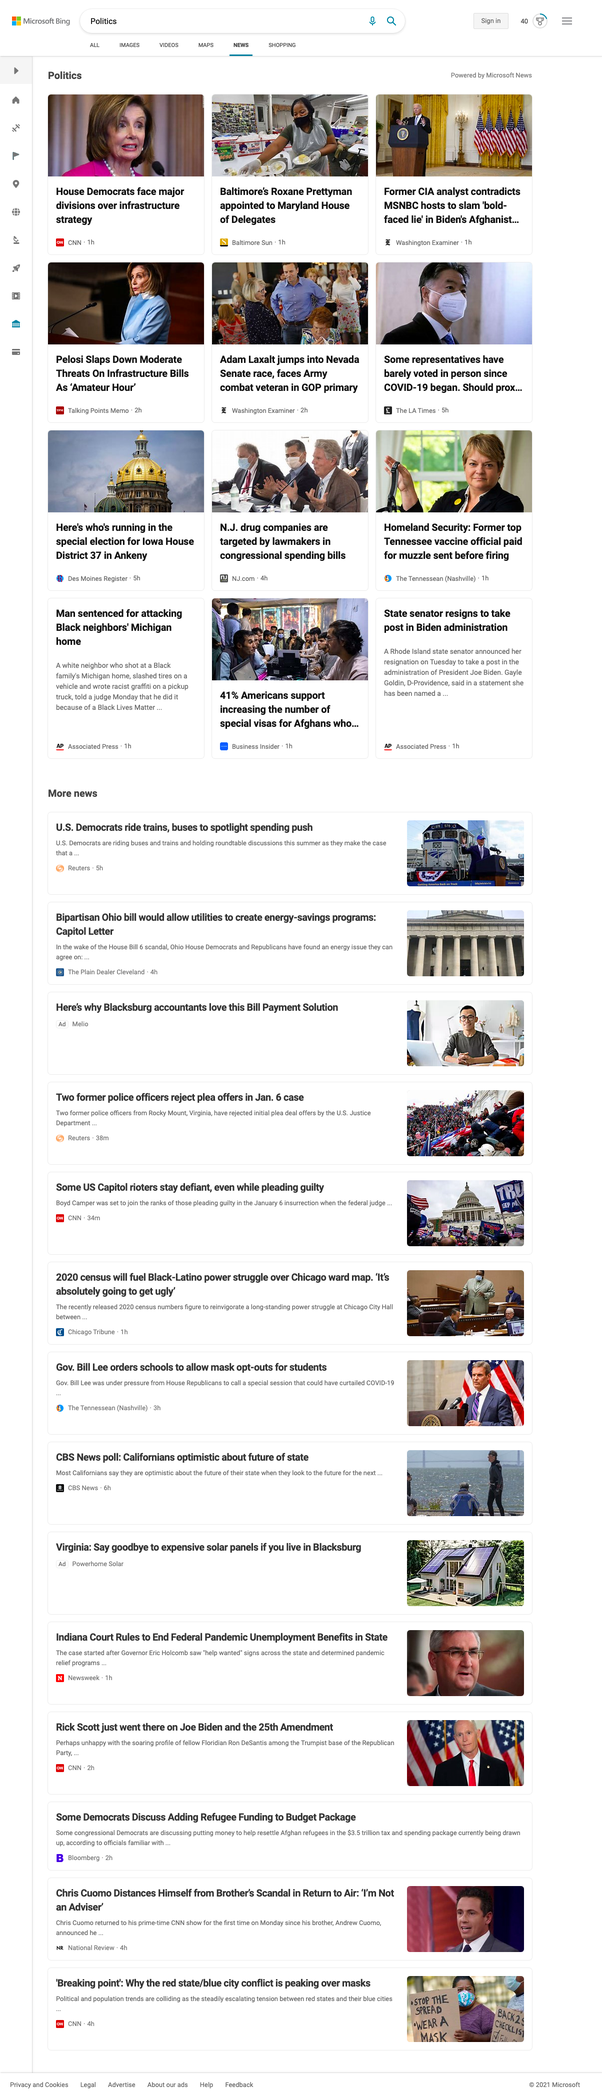 Microsoft Bing
Politics
Sign in
40
ALL IMAGES VIDEOS MAPS NEWS SHOPPING
Politics
Powered by Microsoft News
House Democrats face major
divisions over infrastructure
strategy
CNN · 1h
Baltimore's Roxane Prettyman
appointed to Maryland House
of Delegates
Baltimore Sun · 1h
Former CIA analyst contradicts
MSNBC hosts to slam 'bold-
faced lie' in Biden's Afghanist...
Washington Examiner · 1h
Pelosi Slaps Down Moderate
Threats On Infrastructure Bills
As ‘Amateur Hour’
Talking Points Memo · 2h
Adam Laxalt jumps into Nevada
Senate race, faces Army
combat veteran in GOP primary
Washington Examiner · 2h
Some representatives have
barely voted in person since
COVID-19 began. Should prox...
The LA Times · 5h
Here's who's running in the
special election for Iowa House
District 37 in Ankeny
Des Moines Register · 5h
N.J. drug companies are
targeted by lawmakers in
congressional spending bills
NJ.com · 4h
Homeland Security: Former top
Tennessee vaccine official paid
for muzzle sent before firing
The Tennessean (Nashville) · 1h
Man sentenced for attacking
Black neighbors' Michigan
home
A white neighbor who shot at a Black
family's Michigan home, slashed tires on a
vehicle and wrote racist graffiti on a pickup
truck, told a judge Monday that he did it
because of a Black Lives Matter ...
AP Associated Press · 1h
41% Americans support
increasing the number of
special visas for Afghans who...
Business Insider · 1h
State senator resigns to take
post in Biden administration
A Rhode Island state senator announced her
resignation on Tuesday to take a post in the
administration of President Joe Biden. Gayle
Goldin, D-Providence, said in a statement she
has been named a ...
AP Associated Press · 1h
More news
U.S. Democrats ride trains, buses to spotlight spending push
U.S. Democrats are riding buses and trains and holding roundtable discussions this summer as they make the case
that a ...
Reuters · 5h
Bipartisan Ohio bill would allow utilities to create energy-savings programs:
Capitol Letter
In the wake of the House Bill 6 scandal, Ohio House Democrats and Republicans have found an energy issue they can
agree on: ...
The Plain Dealer Cleveland · 4h
Here's why Blacksburg accountants love this Bill Payment Solution
Ad Melio
Two former police officers reject plea offers in Jan. 6 case
Two former police officers from Rocky Mount, Virginia, have rejected initial plea deal offers by the U.S. Justice
Department ...
Reuters · 38m
Some US Capitol rioters stay defiant, even while pleading guilty
Boyd Camper was set to join the ranks of those pleading guilty in the January 6 insurrection when the federal judge ...
CNN · 34m
TRU
2020 census will fuel Black-Latino power struggle over Chicago ward map. ‘It’s
absolutely going to get ugly’
The recently released 2020 census numbers figure to reinvigorate a long-standing power struggle at Chicago City Hall
between ...
Chicago Tribune · 1h
Gov. Bill Lee orders schools to allow mask opt-outs for students
Gov. Bill Lee was under pressure from House Republicans to call a special session that could have curtailed COVID-19
...
The Tennessean (Nashville) · 3h
CBS News poll: Californians optimistic about future of state
Most Californians say they are optimistic about the future of their state when they look to the future for the next ...
CBS News · 6h
Virginia: Say goodbye to expensive solar panels if you live in Blacksburg
Ad Powerhome Solar
Indiana Court Rules to End Federal Pandemic Unemployment Benefits in State
The case started after Governor Eric Holcomb saw "help wanted" signs across the state and determined pandemic
relief programs ...
N Newsweek · 1h
Rick Scott just went there on Joe Biden and the 25th Amendment
Perhaps unhappy with the soaring profile of fellow Floridian Ron DeSantis among the Trumpist base of the Republican
Party, ...
CNN · 2h
Some Democrats Discuss Adding Refugee Funding to Budget Package
Some congressional Democrats are discussing putting money to help resettle Afghan refugees in the $3.5 trillion tax and spending package currently being drawn
up, according to officials familiar with ...
B Bloomberg · 2h
Chris Cuomo Distances Himself from Brother's Scandal in Return to Air: ‘I’m Not
an Adviser’
Chris Cuomo returned to his prime-time CNN show for the first time on Monday since his brother, Andrew Cuomo,
announced he ...
NR National Review · 4h
'Breaking point': Why the red state/blue city conflict is peaking over masks
Political and population trends are colliding as the steadily escalating tension between red states and their blue cities
...
CNN · 4h
STOP THE
SPREAD
WEAR A
MASK
BACK 2
Privacy and Cookies Legal Advertise About our ads Help Feedback
© 2021 Microsoft